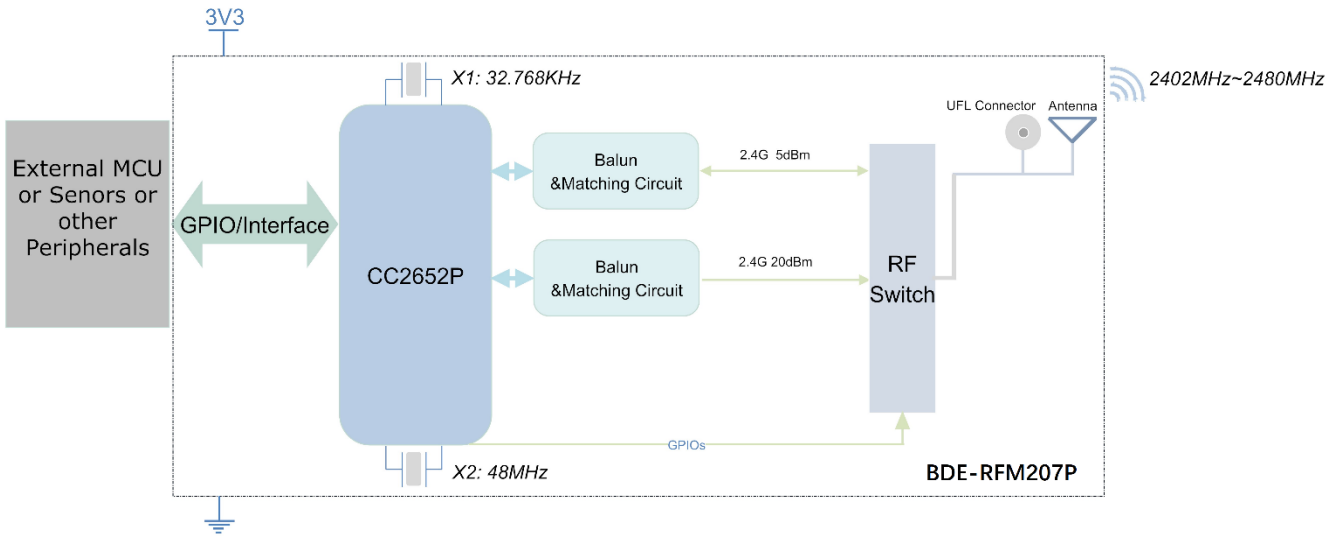 3V3
X1: 32.768KHz
2402MHz~2480MHz
UFL Connector
Antenna
External MCU
or Senors or
other
Peripherals
GPIO/Interface
CC2652P
Balun
&Matching Circuit
2.4G 5dBm
Balun
&Matching Circuit
2.4G 20dBm
RF
Switch
GPIOs
X2: 48MHz
BDE-RFM207P